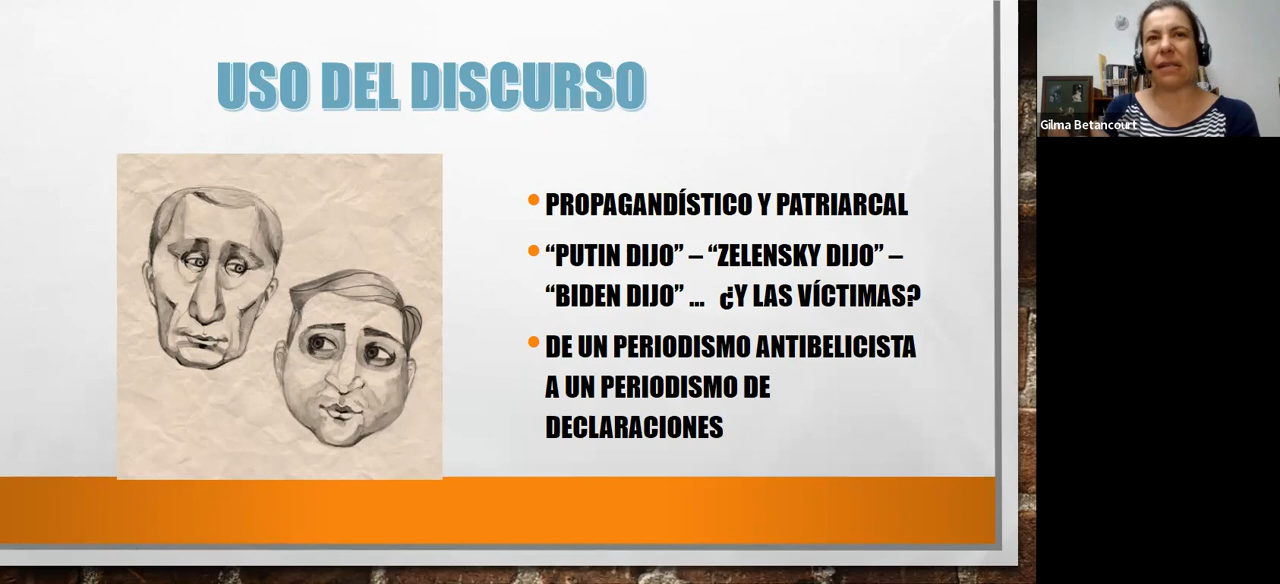 USO DEL DISCURSO
PROPAGANDÍSTICO Y PATRIARCAL
“PUTIN DIJO” – “ZELENSKY DIJO” –
“BIDEN DIJO” ... ¿Y LAS VÍCTIMAS?
DE UN PERIODISMO ANTIBELICISTA
A UN PERIODISMO DE
DECLARACIONES
Gilma Betancourt